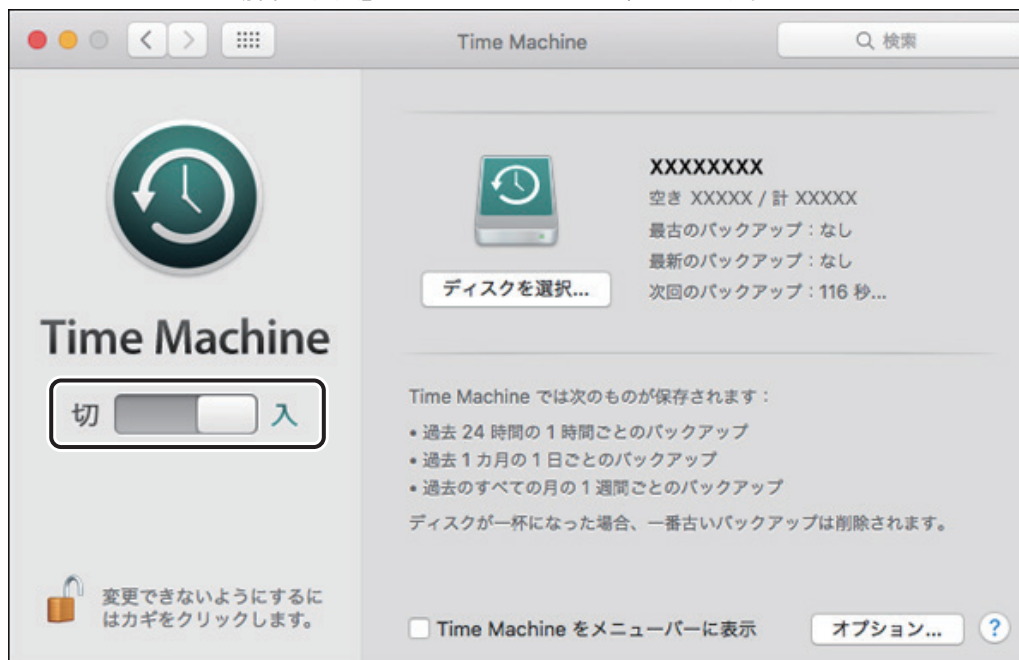 Time Machine
検索
XXXXXXXX
空き XXXXX / 計 XXXXX
最古のバックアップ：なし
最新のバックアップ：なし
次回のバックアップ：116 秒...
ディスクを選択...
Time Machine
切 入
Time Machine では次のものが保存されます：
• 過去 24 時間の 1 時間ごとのバックアップ
• 過去 1 カ月の 1 日ごとのバックアップ
• 過去のすべての月の 1 週間ごとのバックアップ
ディスクが一杯になった場合、一番古いバックアップは削除されます。
変更できないようにするに
はカギをクリックします。
Time Machine をメニューバーに表示
オプション...
?